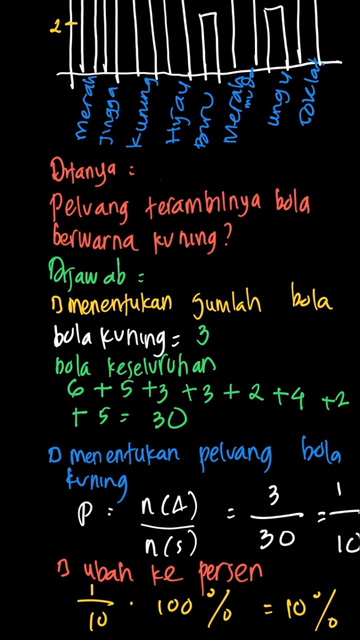 2
Merah
Jingga
Kuning
Hijau
Biru
Merah muda
Ungu
Coklat
Ditanya :
Peluang terambilnya bola
berwarna kuning?
Dijawab :
1) menentukan jumlah bola
bola kuning = 3
bola keseluruhan
6 + 5 + 3 + 3 + 2 + 4 + 2
+ 5 = 30
1) menentukan peluang bola
kuning
P = n(A)/n(s) = 3/30 = 1/10
1) ubah ke persen
1/10 . 100% = 10%